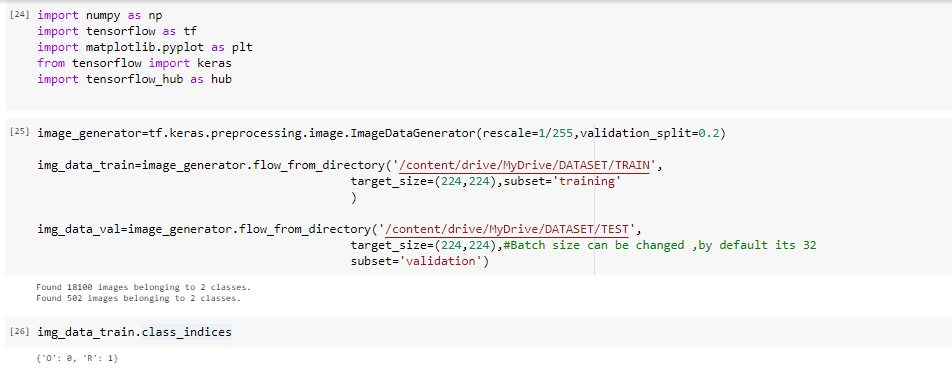 [24] import numpy as np
import tensorflow as tf
import matplotlib.pyplot as plt
from tensorflow import keras
import tensorflow_hub as hub
[25] image_generator=tf.keras.preprocessing.image.ImageDataGenerator(rescale=1/255,validation_split=0.2)
img_data_train=image_generator.flow_from_directory('/content/drive/MyDrive/DATASET/TRAIN',
target_size=(224,224),subset='training'
)
img_data_val=image_generator.flow_from_directory('/content/drive/MyDrive/DATASET/TEST',
target_size=(224,224),#Batch size can be changed ,by default its 32
subset='validation')
Found 18100 images belonging to 2 classes.
Found 502 images belonging to 2 classes.
[26] img_data_train.class_indices
{'O': 0, 'R': 1}